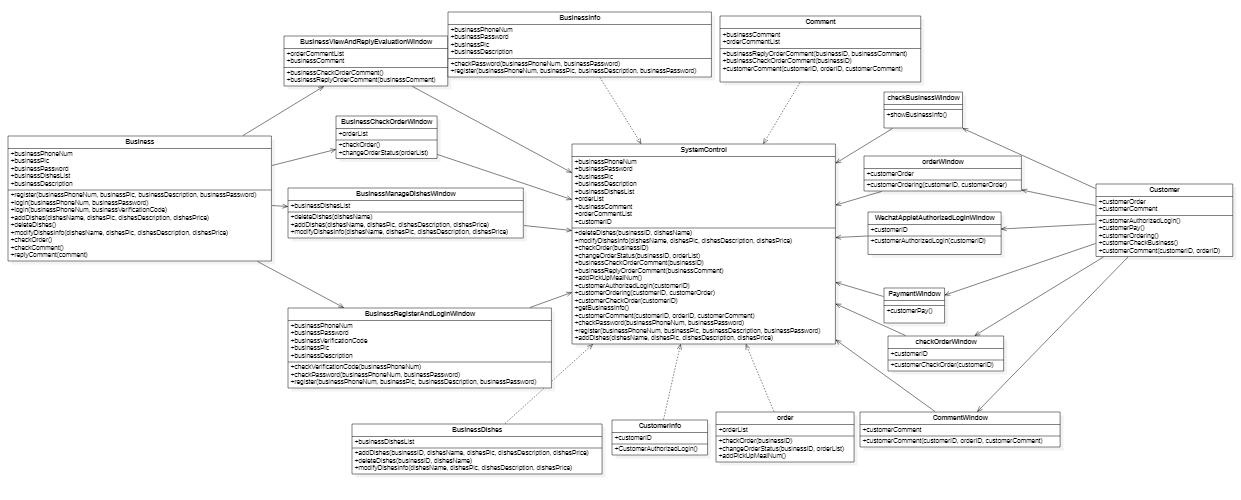 BusinessInfo
+businessPhoneNum
+businessPassword
+businessPic
+businessDescription
+checkPassword(businessPhoneNum, businessPassword)
+register(businessPhoneNum, businessPic, businessDescription, businessPassword)
Comment
+businessComment
+orderCommentList
+businessReplyOrderComment(businessID, businessComment)
+businessCheckOrderComment(businessID)
+customerComment(customerID, orderID, customerComment)
BusinessViewAndReplyEvaluationWindow
+orderCommentList
+businessComment
+businessCheckOrderComment()
+businessReplyOrderComment(businessComment)
checkBusinessWindow
+showBusinessInfo()
BusinessCheckOrderWindow
+orderList
+checkOrder()
+changeOrderStatus(orderList)
Business
+businessPhoneNum
+businessPic
+businessPassword
+businessDishesList
+businessDescription
+register(businessPhoneNum, businessPic, businessDescription, businessPassword)
+login(businessPhoneNum, businessPassword)
+login(businessPhoneNum, businessVerificationCode)
+addDishes(dishesName, dishesPic, dishesDescription, dishesPrice)
+deleteDishes()
+modifyDishesInfo(dishesName, dishesPic, dishesDescription, dishesPrice)
+checkOrder()
+checkComment()
+replyComment(comment)
SystemControl
+businessPhoneNum
+businessPassword
+businessPic
+businessDescription
+businessDishesList
+orderList
+businessComment
+orderCommentList
+customerID
+deleteDishes(businessID, dishesName)
+modifyDishesInfo(dishesName, dishesPic, dishesDescription, dishesPrice)
+checkOrder(businessID)
+changeOrderStatus(businessID, orderList)
+businessCheckOrderComment(businessID)
+businessReplyOrderComment(businessComment)
+addPickUpMealNum()
+customerAuthorizedLogin(customerID)
+customerOrdering(customerID, customerOrder)
+customerCheckOrder(customerID)
+getBusinessInfo()
+customerComment(customerID, orderID, customerComment)
+checkPassword(businessPhoneNum, businessPassword)
+register(businessPhoneNum, businessPic, businessDescription, businessPassword)
+addDishes(dishesName, dishesPic, dishesDescription, dishesPrice)
orderWindow
+customerOrder
+customerOrdering(customerID, customerOrder)
Customer
+customerOrder
+customerComment
+customerAuthorizedLogin()
+customerPay()
+customerOrdering()
+customerCheckBusiness()
+customerComment(customerID, orderID)
BusinessManageDishesWindow
+businessDishesList
+deleteDishes(dishesName)
+addDishes(dishesName, dishesPic, dishesDescription, dishesPrice)
+modifyDishesInfo(dishesName, dishesPic, dishesDescription, dishesPrice)
WechatAppletAuthorizedLoginWindow
+customerID
+customerAuthorizedLogin(customerID)
PaymentWindow
+customerPay()
BusinessRegisterAndLoginWindow
+businessPhoneNum
+businessPassword
+businessVerificationCode
+businessPic
+businessDescription
+checkVerificationCode(businessPhoneNum)
+checkPassword(businessPhoneNum, businessPassword)
+register(businessPhoneNum, businessPic, businessDescription, businessPassword)
checkOrderWindow
+customerID
+customerCheckOrder(customerID)
BusinessDishes
+businessDishesList
+addDishes(businessID, dishesName, dishesPic, dishesDescription, dishesPrice)
+deleteDishes(businessID, dishesName)
+modifyDishesInfo(dishesName, dishesPic, dishesDescription, dishesPrice)
CustomerInfo
+customerID
+CustomerAuthorizedLogin()
order
+orderList
+checkOrder(businessID)
+changeOrderStatus(businessID, orderList)
+addPickUpMealNum()
CommentWindow
+customerComment
+customerComment(customerID, orderID, customerComment)